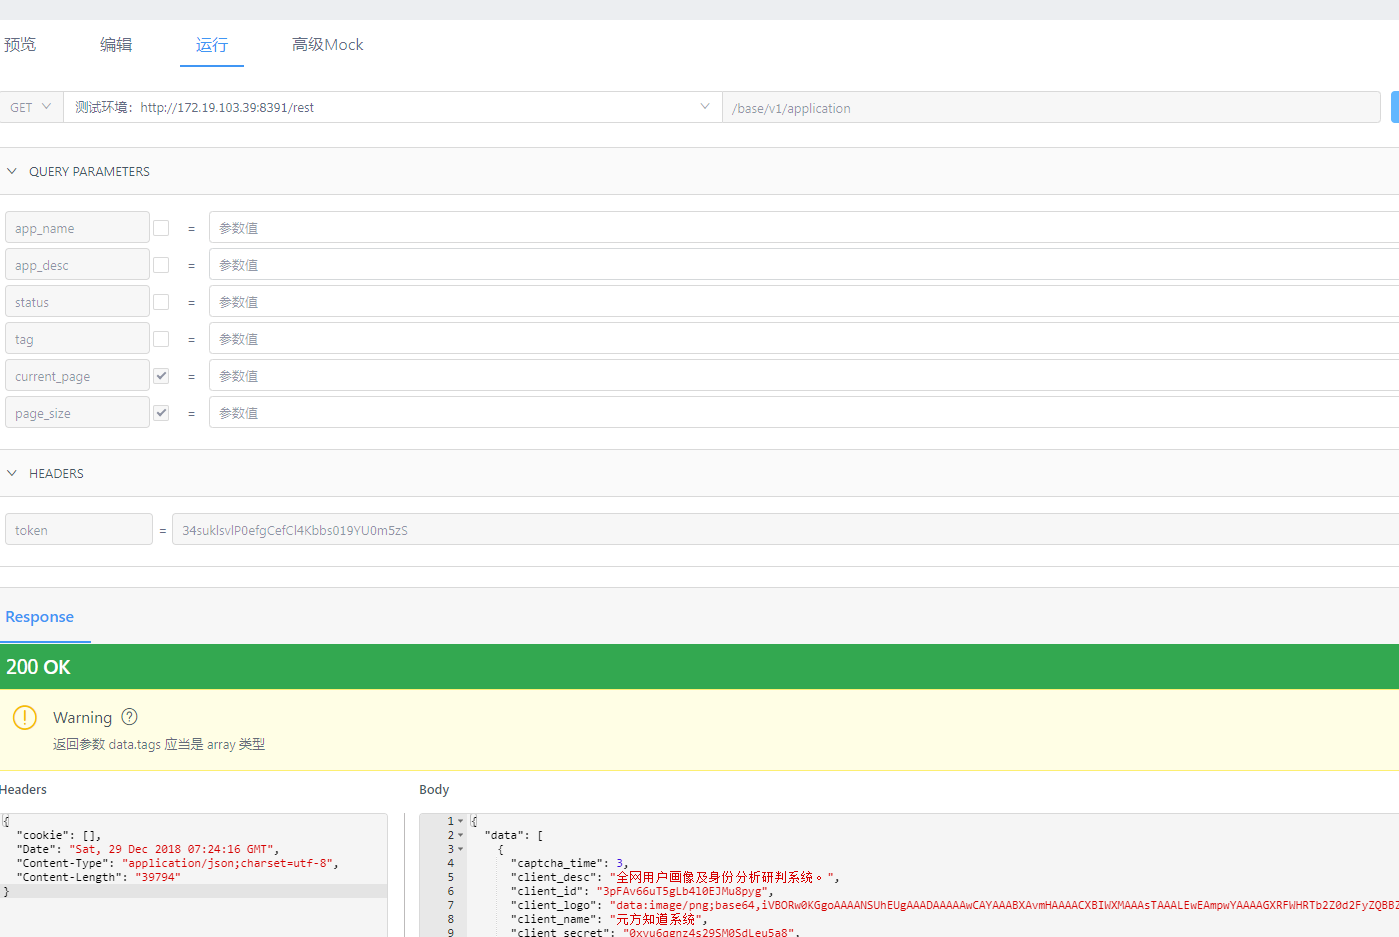 预览 编辑 运行 高级Mock
GET 测试环境：http://172.19.103.39:8391/rest /base/v1/application
QUERY PARAMETERS
app_name = 参数值
app_desc = 参数值
status = 参数值
tag = 参数值
current_page = 参数值
page_size = 参数值
HEADERS
token = 34suklsvlP0efgCefCl4Kbbs019YU0m5zS
Response
200 OK
Warning
返回参数 data.tags 应当是 array 类型
Headers
{
"cookie": [],
"Date": "Sat, 29 Dec 2018 07:24:16 GMT",
"Content-Type": "application/json;charset=utf-8",
"Content-Length": "39794"
}
Body
1 {
2 "data": [
3 {
4 "captcha_time": 3,
5 "client_desc": "全网用户画像及身份分析研判系统。",
6 "client_id": "3pFAv66uT5gLb4l0EJMu8pyg",
7 "client_logo": "data:image/png;base64,iVBORw0KGgoAAAANSUhEUgAAADAAAAAwCAYAAABXAvmHAAAACXBIWXMAAAsTAAALEwEAmpwYAAAAGXRFWHRTb2Z0d2FyZQBBZ
8 "client_name": "元方知道系统",
9 "client_secret": "0xyu6qgnz4s29SM0SdLeu5a8",